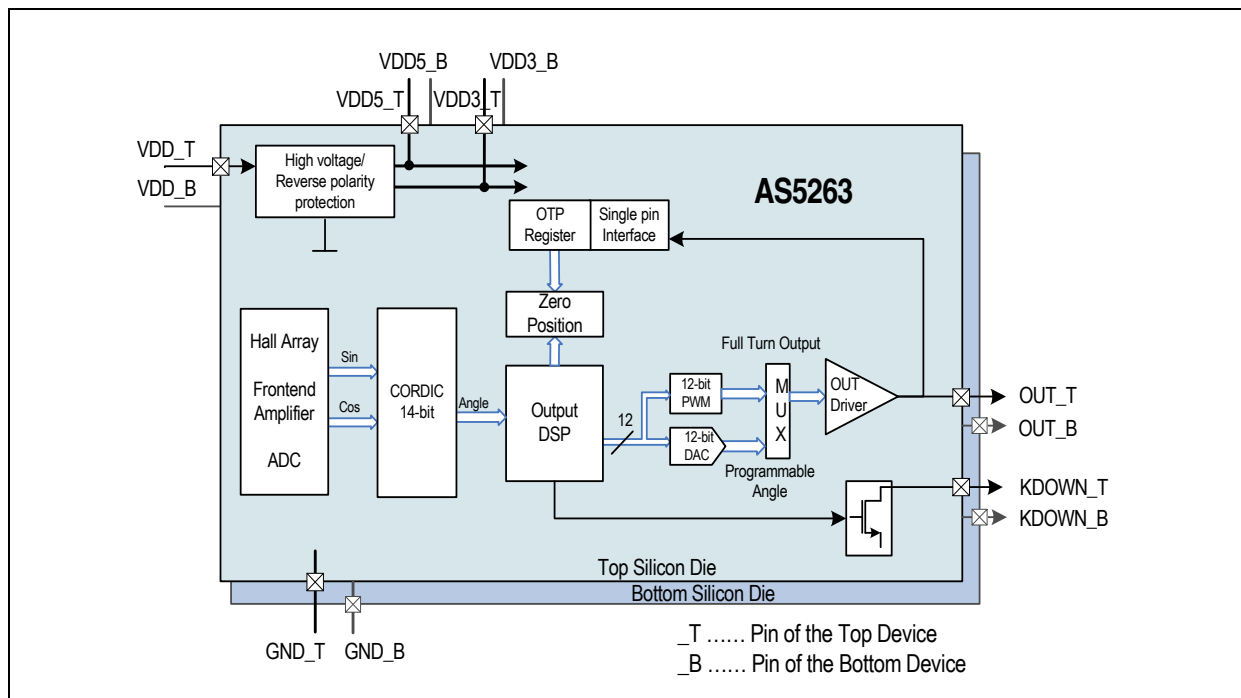 VDD5_B
VDD3_B
VDD5_T
VDD3_T
VDD_T
VDD_B
High voltage/
Reverse polarity
protection
AS5263
OTP
Register
Single pin
Interface
Zero
Position
Hall Array
Frontend
Amplifier
ADC
Sin
Cos
CORDIC
14-bit
Angle
Output
DSP
12
12-bit
PWM
12-bit
DAC
Full Turn Output
M
U
X
Programmable
Angle
OUT
Driver
OUT_T
OUT_B
KDOWN_T
KDOWN_B
Top Silicon Die
Bottom Silicon Die
GND_T
GND_B
_T …… Pin of the Top Device
_B …… Pin of the Bottom Device